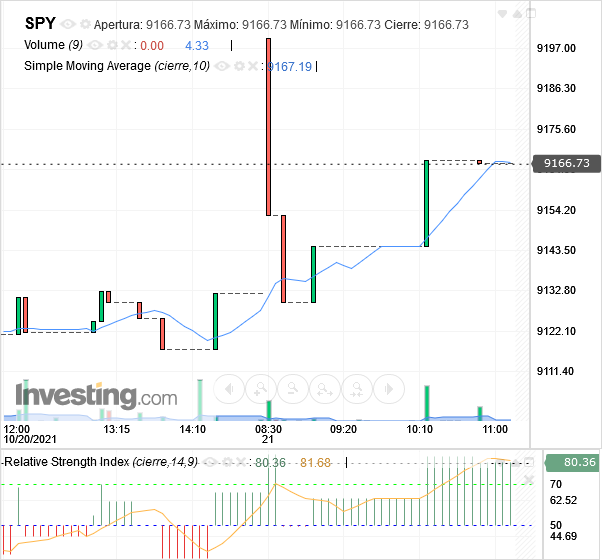 SPY Apertura: 9166.73 Máximo: 9166.73 Mínimo: 9166.73 Cierre: 9166.73
Volume (9) : 0.00 4.33
Simple Moving Average (cierre,10) : 9167.19
9197.00
9186.30
9175.60
9166.73
9154.20
9143.50
9132.80
9122.10
9111.40
Investing.com
12:00 13:15 14:10 08:30 09:20 10:10 11:00
10/20/2021 21
Relative Strength Index (cierre,14,9) : 80.36 81.68
80.36
70
62.52
50
44.69